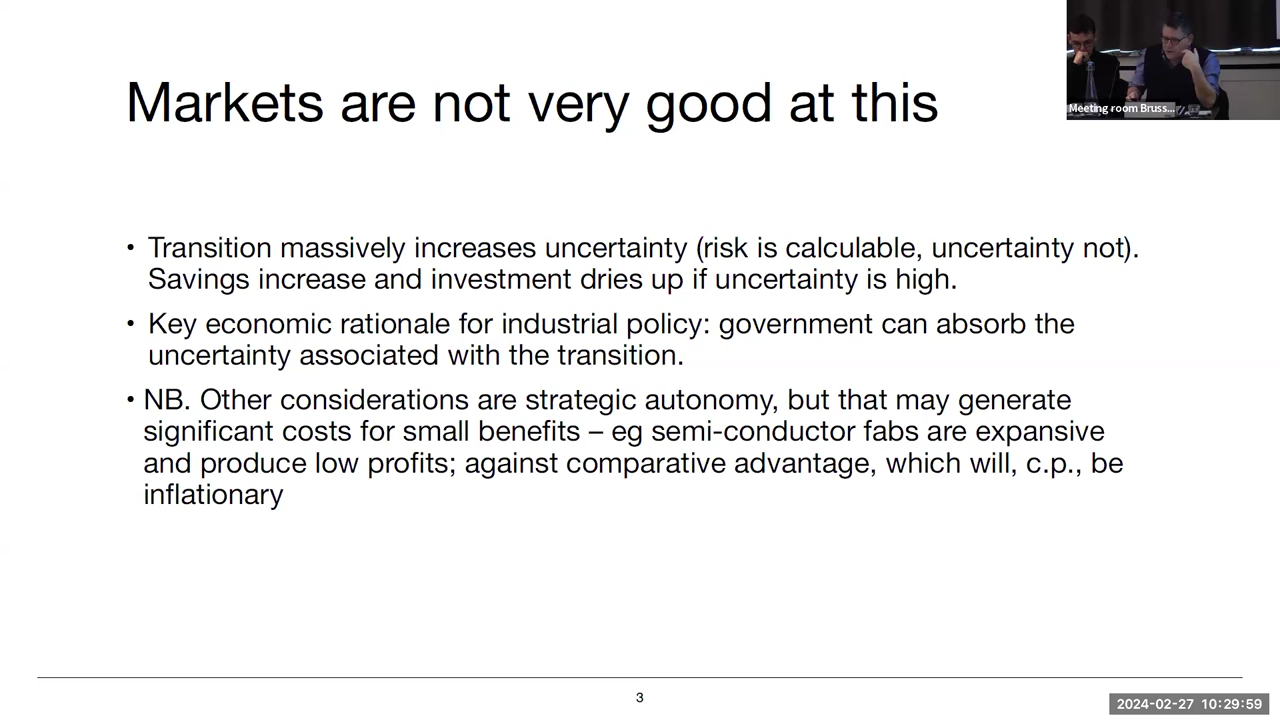 Markets are not very good at this
Meeting room Bruss...
• Transition massively increases uncertainty (risk is calculable, uncertainty not).
Savings increase and investment dries up if uncertainty is high.
• Key economic rationale for industrial policy: government can absorb the
uncertainty associated with the transition.
• NB. Other considerations are strategic autonomy, but that may generate
significant costs for small benefits – eg semi-conductor fabs are expansive
and produce low profits; against comparative advantage, which will, c.p., be
inflationary
3
2024-02-27 10:29:59